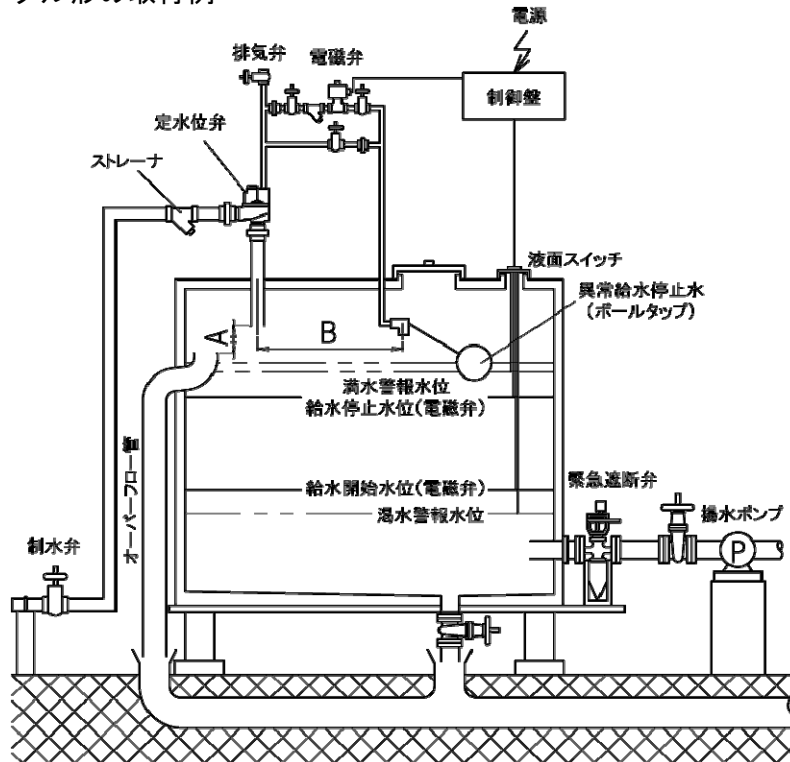 電源
排気弁
電磁弁
制御盤
定水位弁
ストレーナ
液面スイッチ
異常給水停止水
(ボールタップ)
A
B
満水警報水位
給水停止水位(電磁弁)
オーバーフロー管
給水開始水位(電磁弁)
渇水警報水位
緊急遮断弁
揚水ポンプ
制水弁
P